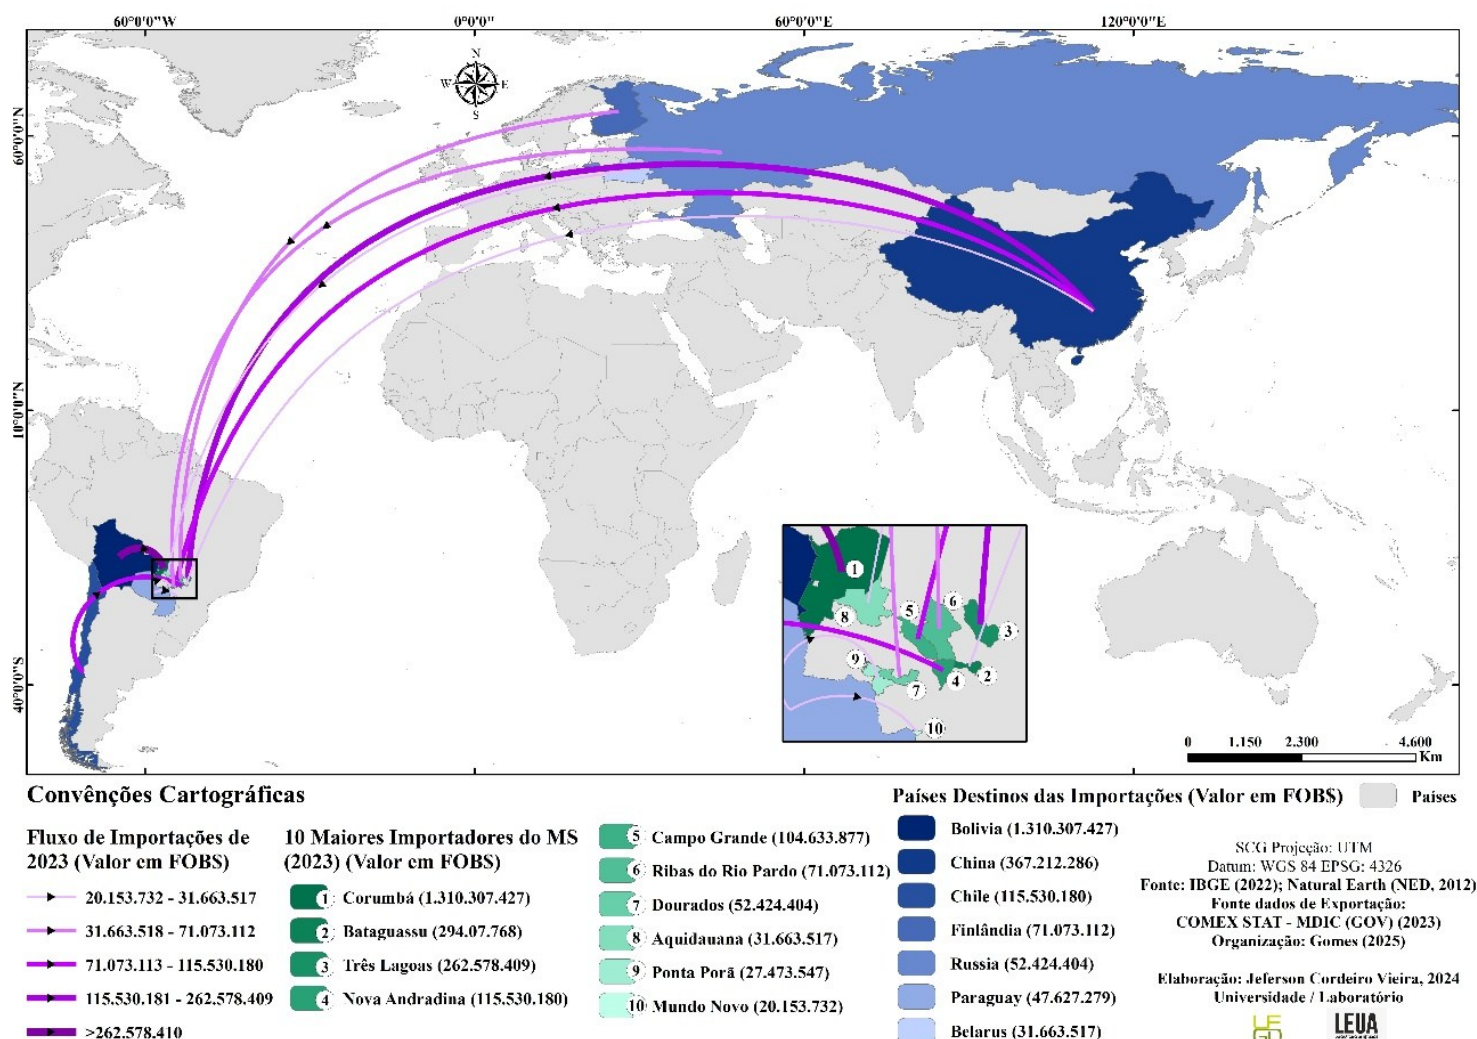 60°0'0"W 0°0'0" 60°0'0"E 120°0'0"E
60°0'0"N
10°0'0"N
40°0'0"S
N
W E
S
1
8
5
6
3
9
4
2
7
10
0 1.150 2.300 4.600
Km
Convênções Cartográficas
Fluxo de Importações de
2023 (Valor em FOB$)
20.153.732 - 31.663.517
31.663.518 - 71.073.112
71.073.113 - 115.530.180
115.530.181 - 262.578.409
>262.578.410
10 Maiores Importadores do MS
(2023) (Valor em FOB$)
1 Corumbá (1.310.307.427)
2 Bataguassu (294.07.768)
3 Três Lagoas (262.578.409)
4 Nova Andradina (115.530.180)
5 Campo Grande (104.633.877)
6 Ribas do Rio Pardo (71.073.112)
7 Dourados (52.424.404)
8 Aquidauana (31.663.517)
9 Ponta Porã (27.473.547)
10 Mundo Novo (20.153.732)
Países Destinos das Importações (Valor em FOB$)
Bolivia (1.310.307.427)
China (367.212.286)
Chile (115.530.180)
Finlândia (71.073.112)
Russia (52.424.404)
Paraguay (47.627.279)
Belarus (31.663.517)
Países
SCG Projeção: UTM
Datum: WGS 84 EPSG: 4326
Fonte: IBGE (2022); Natural Earth (NED, 2012)
Fonte dados de Exportação:
COMEX STAT - MDIC (GOV) (2023)
Organização: Gomes (2025)
Elaboração: Jeferson Cordeiro Vieira, 2024
Universidade / Laboratório
UF
GD
LEUA